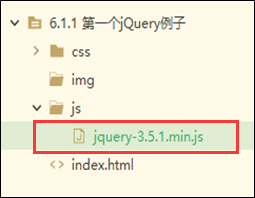 6.1.1 第一个jQuery例子
css
img
js
jquery-3.5.1.min.js
index.html